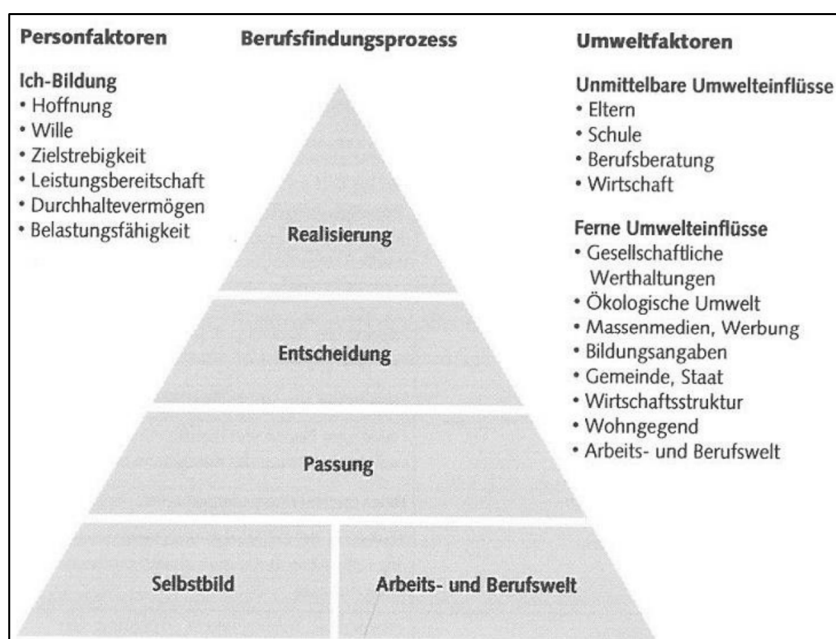 Personfaktoren
Ich-Bildung
• Hoffnung
• Wille
• Zielstrebigkeit
• Leistungsbereitschaft
• Durchhaltevermögen
• Belastungsfähigkeit
Berufsfindungsprozess
Realisierung
Entscheidung
Passung
Selbstbild
Arbeits- und Berufswelt
Umweltfaktoren
Unmittelbare Umwelteinflüsse
• Eltern
• Schule
• Berufsberatung
• Wirtschaft
Ferne Umwelteinflüsse
• Gesellschaftliche
Werthaltungen
• Ökologische Umwelt
• Massenmedien, Werbung
• Bildungsangaben
• Gemeinde, Staat
• Wirtschaftsstruktur
• Wohngegend
• Arbeits- und Berufswelt